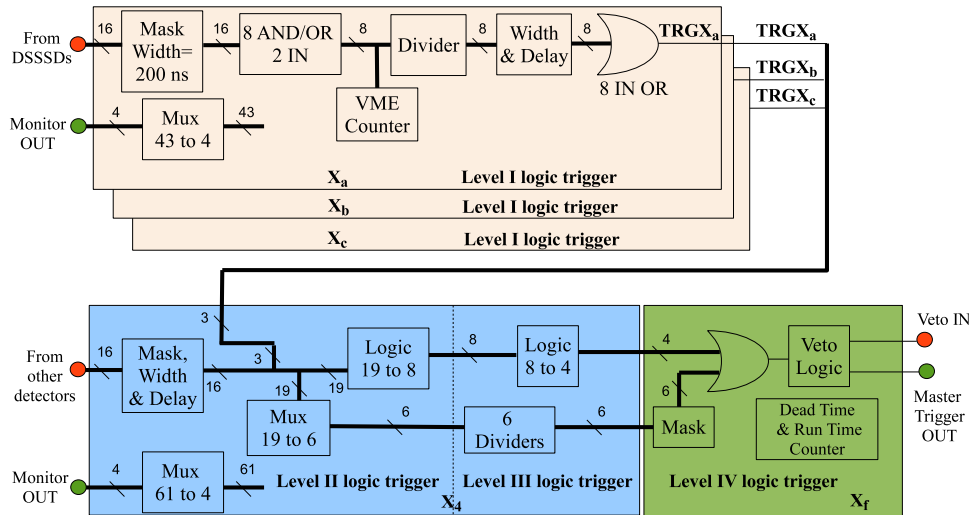 From
DSSSDs
16
Mask
Width=
200 ns
16
8 AND/OR
2 IN
8
VME
Counter
Divider
8
Width
& Delay
8
8 IN OR
TRGXa
TRGXa
TRGXb
TRGXc
Monitor
OUT
4
Mux
43 to 4
43
Xa Level I logic trigger
Xb Level I logic trigger
Xc Level I logic trigger
3
3
From
other
detectors
16
Mask,
Width
& Delay
16
19
19
Logic
19 to 8
8
Logic
8 to 4
4
Mux
19 to 6
6
6
Dividers
6
Mask
6
Veto
Logic
Veto IN
Master
Trigger
OUT
Dead Time
& Run Time
Counter
Monitor
OUT
4
Mux
61 to 4
61
Level II logic trigger
Level III logic trigger
X4
Level IV logic trigger
Xf